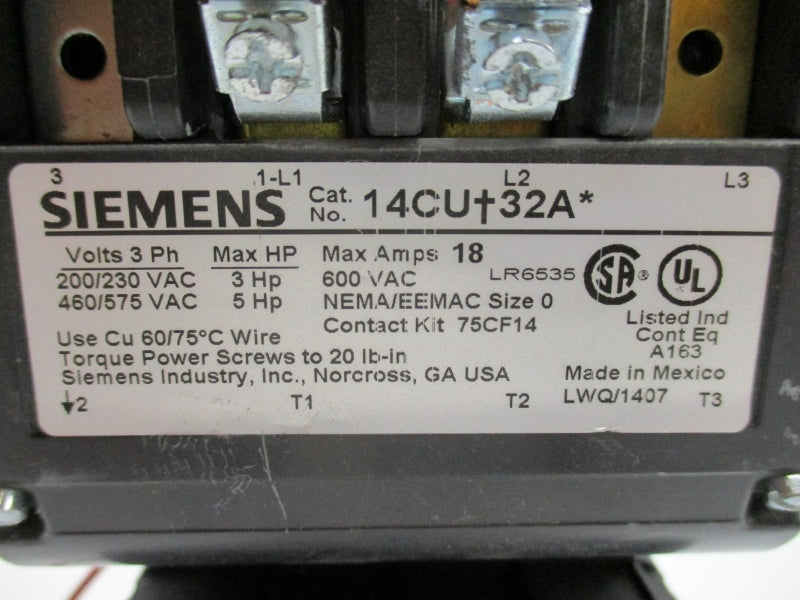 3 1-L1 L2 L3
SIEMENS Cat. No. 14CU†32A*
Volts 3 Ph Max HP Max Amps 18
200/230 VAC 3 Hp 600 VAC LR6535 SA ® UL
460/575 VAC 5 Hp NEMA/EEMAC Size 0
Listed Ind
Contact Kit 75CF14
Cont Eq
Use Cu 60/75°C Wire
A163
Torque Power Screws to 20 lb-in
Siemens Industry, Inc., Norcross, GA USA Made in Mexico
↓2 T1 T2 LWQ/1407 T3